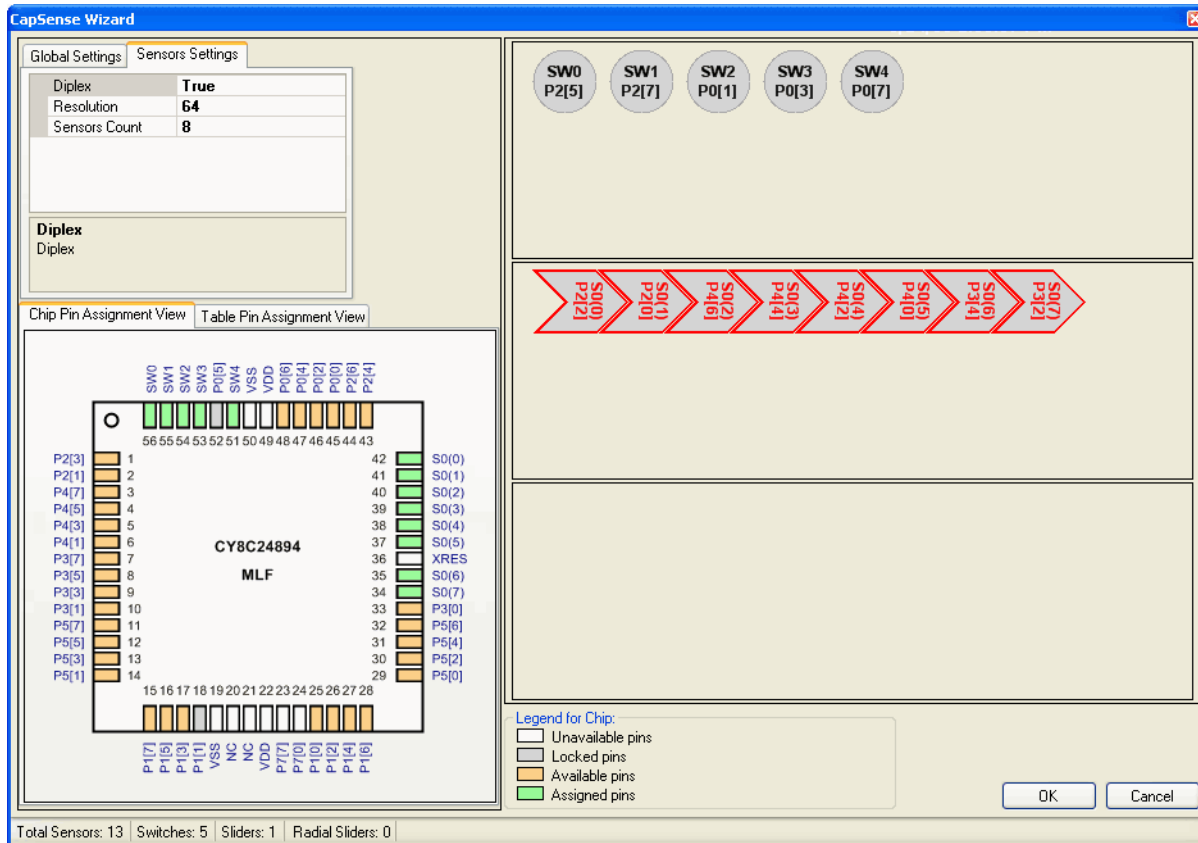 CapSense Wizard
Global Settings Sensors Settings
Diplex True
Resolution 64
Sensors Count 8
Diplex
Diplex
Chip Pin Assignment View Table Pin Assignment View
SW0 SW1 SW2 SW3 P0[5] SW4 VSS VDD P0[6] P0[4] P0[2] P0[0] P2[6] P2[4]
56 55 54 53 52 51 50 49 48 47 46 45 44 43
P2[3] 1 42 S0(0)
P2[1] 2 41 S0(1)
P4[7] 3 40 S0(2)
P4[5] 4 39 S0(3)
P4[3] 5 38 S0(4)
P4[1] 6 37 S0(5)
P3[7] 7 36 XRES
P3[5] 8 35 S0(6)
P3[3] 9 34 S0(7)
P3[1] 10 33 P3[0]
P5[7] 11 32 P5[6]
P5[5] 12 31 P5[4]
P5[3] 13 30 P5[2]
P5[1] 14 29 P5[0]
CY8C24894
MLF
15 16 17 18 19 20 21 22 23 24 25 26 27 28
P1[7] P1[5] P1[3] P1[1] VSS NC NC VDD P7[7] P7[0] P1[0] P1[2] P1[4] P1[6]
SW0 SW1 SW2 SW3 SW4
P2[5] P2[7] P0[1] P0[3] P0[7]
S0(0) S0(1) S0(2) S0(3) S0(4) S0(5) S0(6) S0(7)
P2[2] P2[0] P4[6] P4[4] P4[2] P4[0] P3[4] P3[2]
Legend for Chip:
Unavailable pins
Locked pins
Available pins
Assigned pins
OK Cancel
Total Sensors: 13 Switches: 5 Sliders: 1 Radial Sliders: 0